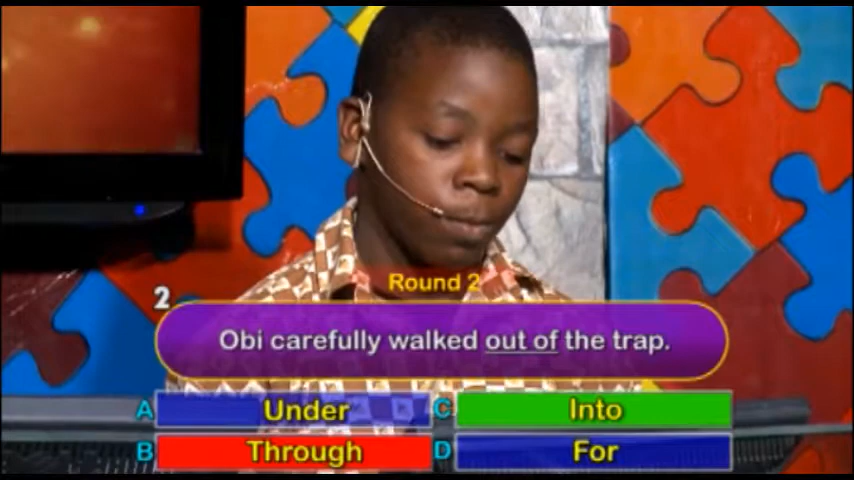 Round 2
2
Obi carefully walked out of the trap.
A Under
C Into
B Through
D For